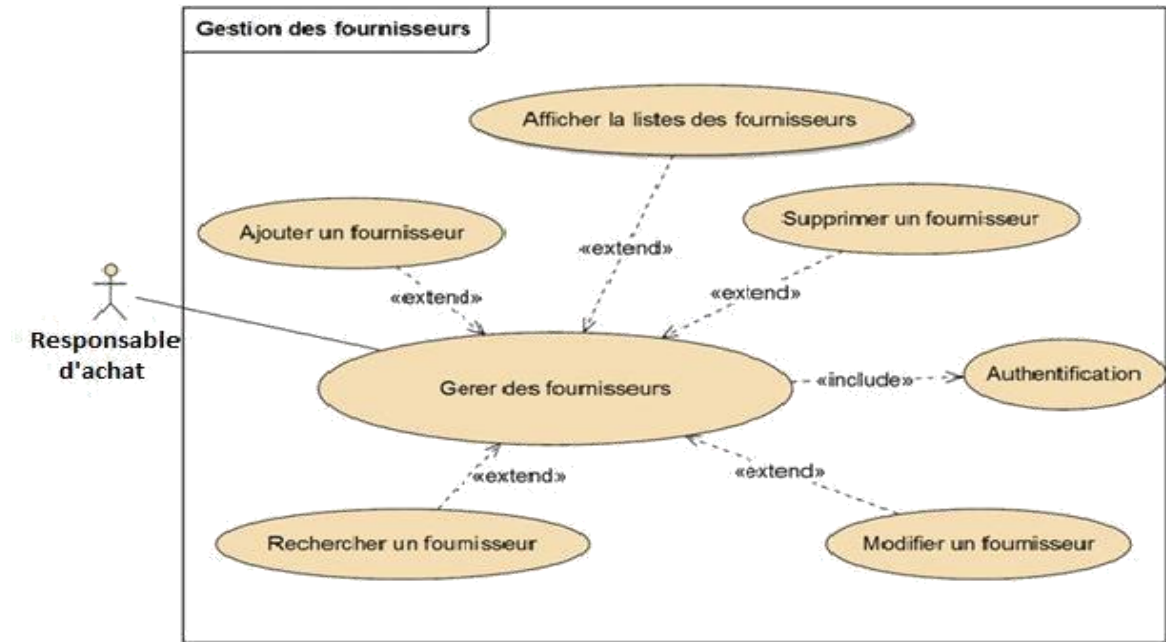 Gestion des fournisseurs
Afficher la listes des fournisseurs
Ajouter un fournisseur
Supprimer un fournisseur
«extend»
«extend»
«extend»
Responsable
d'achat
Gerer des fournisseurs
«include»
Authentification
«extend»
«extend»
Rechercher un fournisseur
Modifier un fournisseur